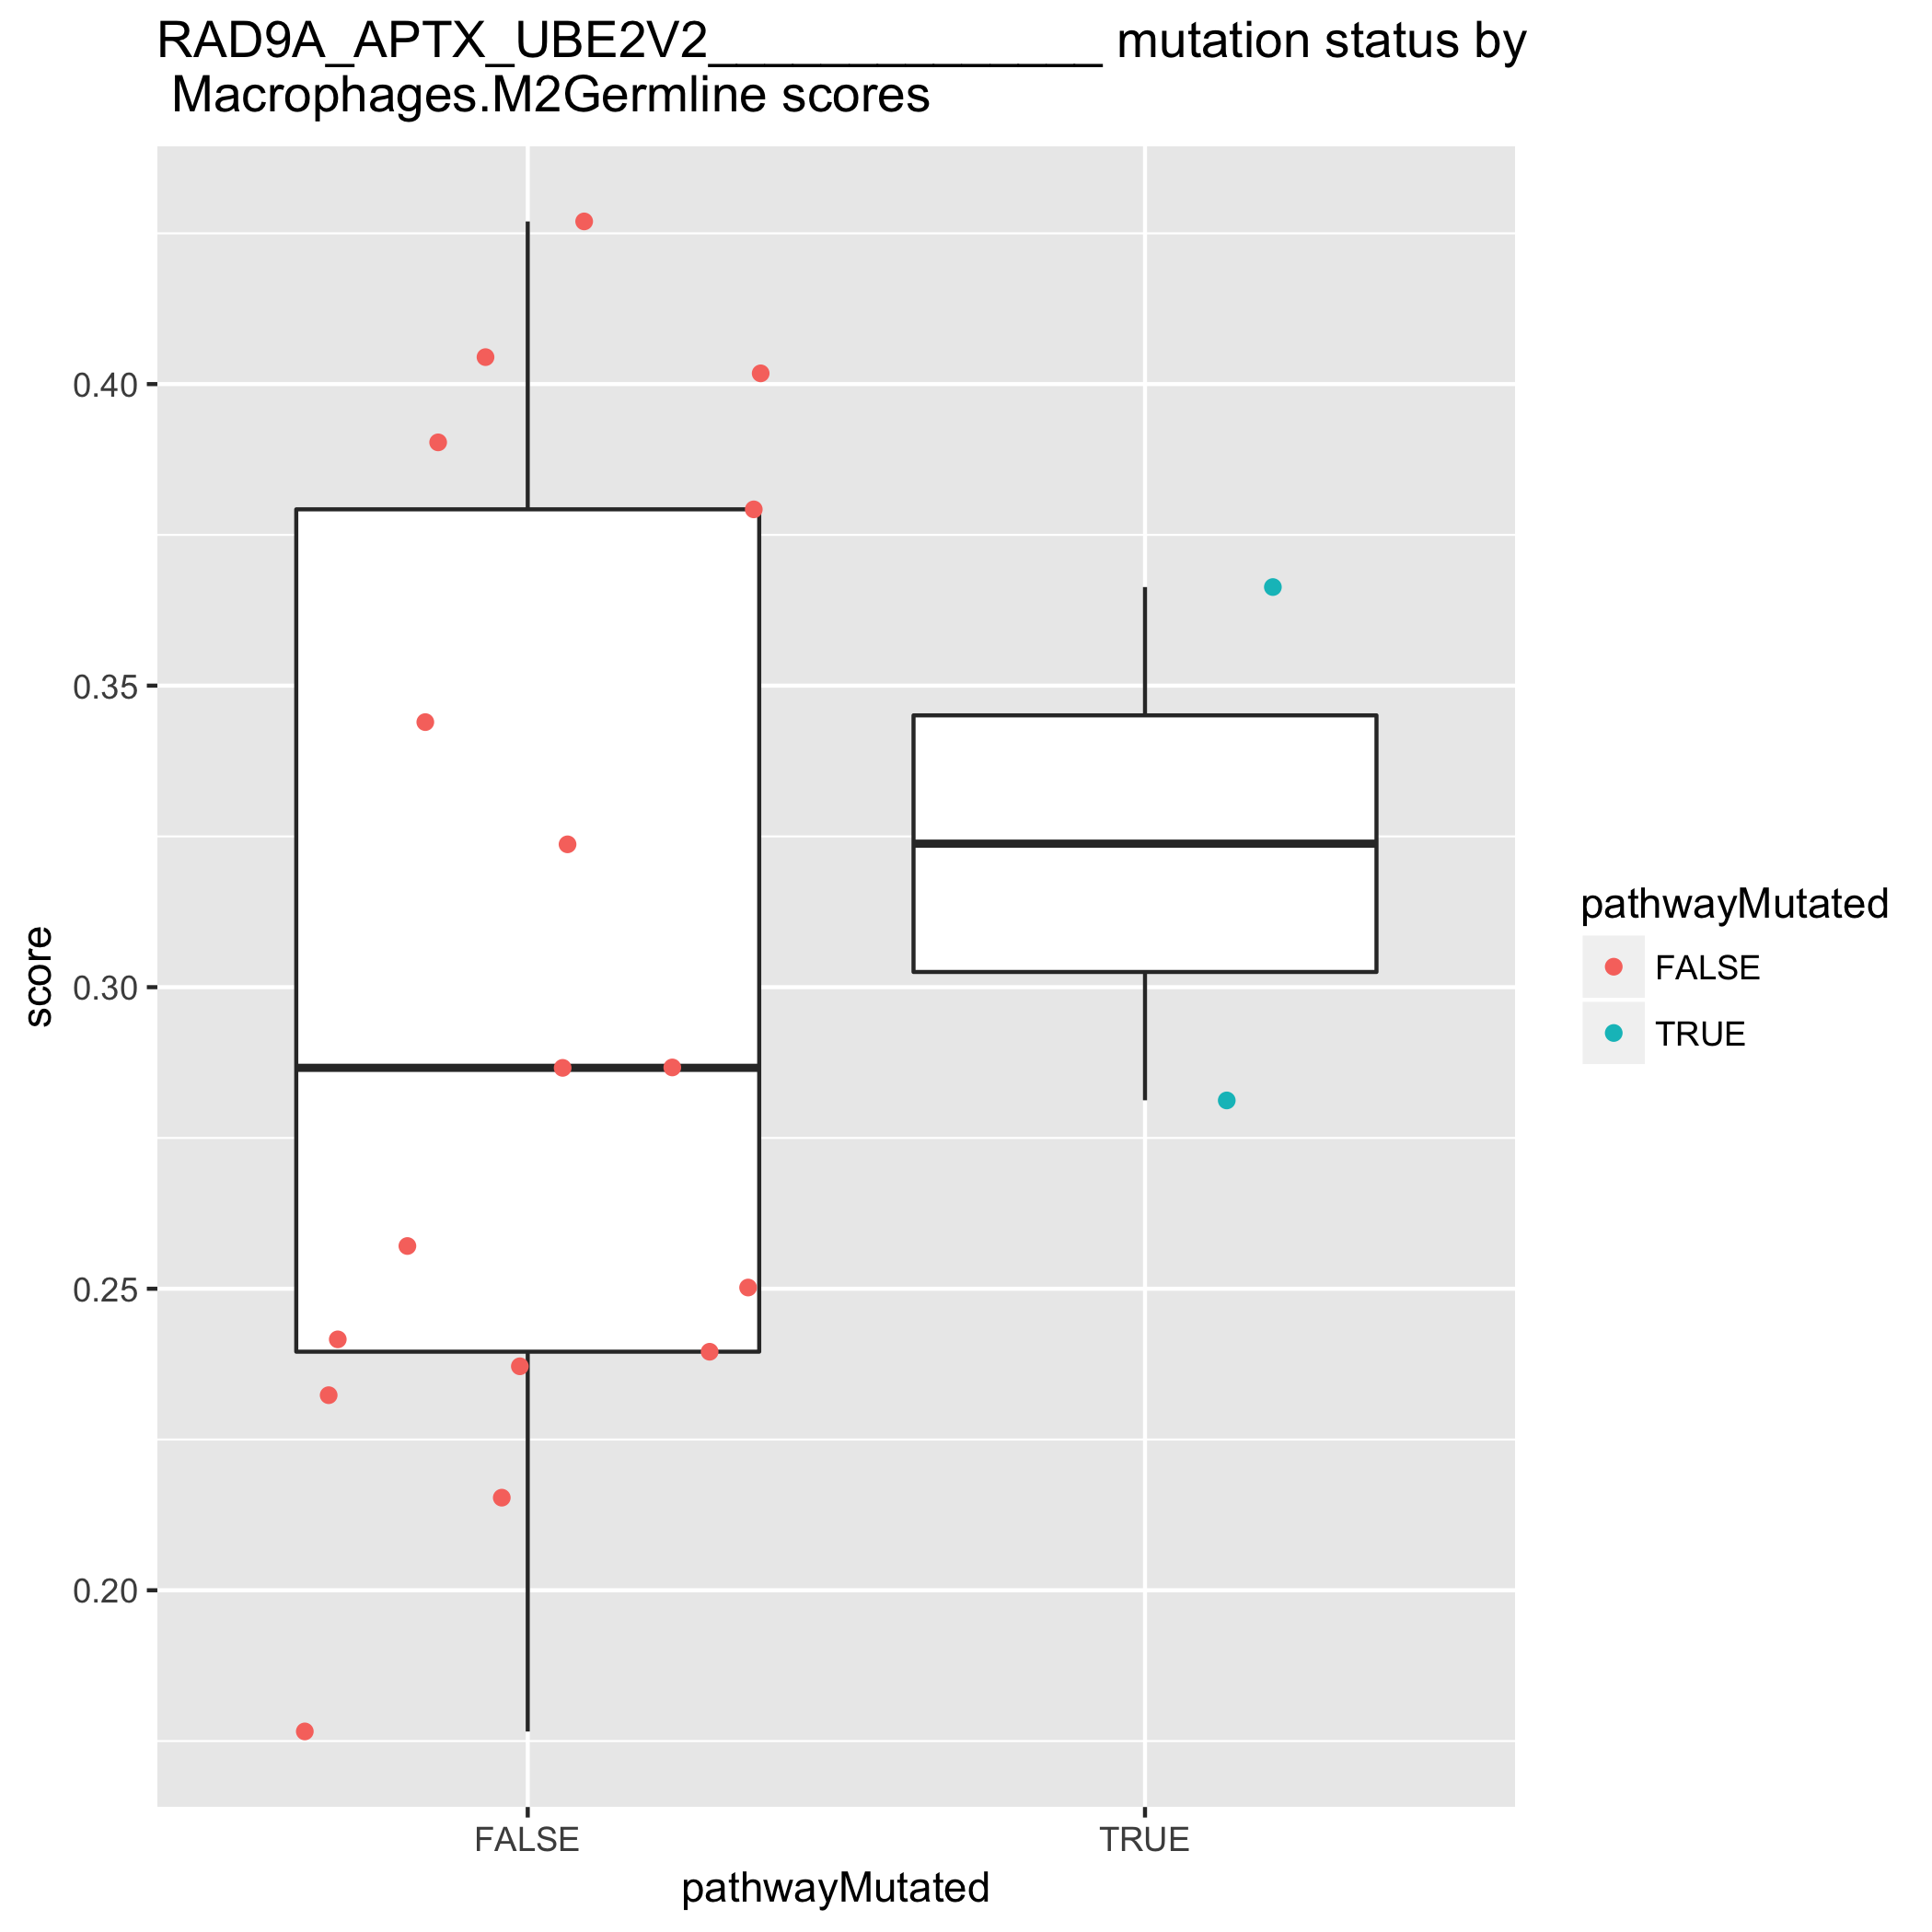 RAD9A_APTX_UBE2V2______________ mutation status by
Macrophages.M2Germline scores
score
0.40
0.35
0.30
0.25
0.20
FALSE
TRUE
pathwayMutated
pathwayMutated
FALSE
TRUE